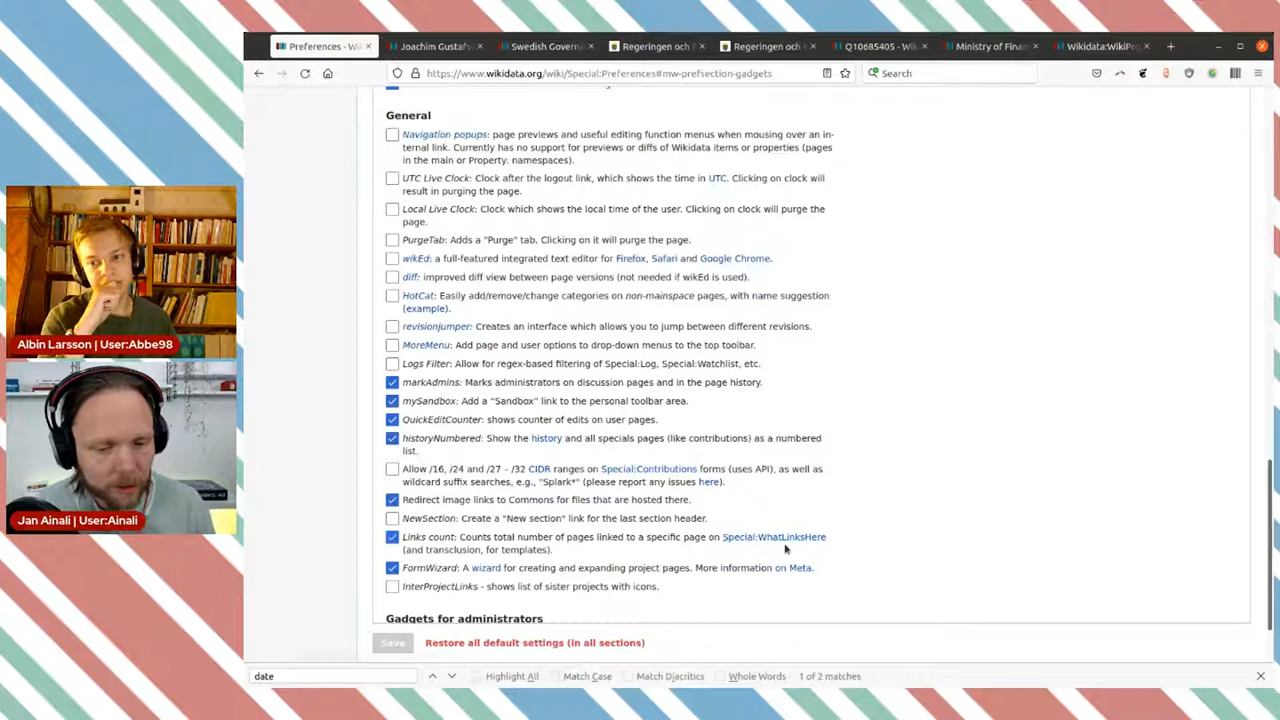 Preferences - Wi
Joachim Gustafs
Swedish Govern
Regeringen och
Regeringen och
Q10685405 - Wik
Ministry of Finan
Wikidata:WikiPro
https://www.wikidata.org/wiki/Special:Preferences#mw-prefsection-gadgets
Search
General
Navigation popups: page previews and useful editing function menus when mousing over an in-
ternal link. Currently has no support for previews or diffs of Wikidata items or properties (pages
in the main or Property: namespaces).
UTC Live Clock: Clock after the logout link, which shows the time in UTC. Clicking on clock will
result in purging the page.
Local Live Clock: Clock which shows the local time of the user. Clicking on clock will purge the
page.
PurgeTab: Adds a "Purge" tab. Clicking on it will purge the page.
wikEd: a full-featured integrated text editor for Firefox, Safari and Google Chrome.
diff: improved diff view between page versions (not needed if wikEd is used).
HotCat: Easily add/remove/change categories on non-mainspace pages, with name suggestion
(example).
revisionjumper: Creates an interface which allows you to jump between different revisions.
MoreMenu: Add page and user options to drop-down menus to the top toolbar.
Logs Filter: Allow for regex-based filtering of Special:Log, Special:Watchlist, etc.
markAdmins: Marks administrators on discussion pages and in the page history.
mySandbox: Add a "Sandbox" link to the personal toolbar area.
QuickEditCounter: shows counter of edits on user pages.
historyNumbered: Show the history and all specials pages (like contributions) as a numbered
list.
Allow /16, /24 and /27 – /32 CIDR ranges on Special:Contributions forms (uses API), as well as
wildcard suffix searches, e.g., "Splark*" (please report any issues here).
Redirect image links to Commons for files that are hosted there.
NewSection: Create a "New section" link for the last section header.
Links count: Counts total number of pages linked to a specific page on Special:WhatLinksHere
(and transclusion, for templates).
FormWizard: A wizard for creating and expanding project pages. More information on Meta.
InterProjectLinks - shows list of sister projects with icons.
Gadgets for administrators
Save
Restore all default settings (in all sections)
date
Highlight All
Match Case
Match Diacritics
Whole Words
1 of 2 matches
Albin Larsson | User:Abbe98
Jan Ainali | User:Ainali